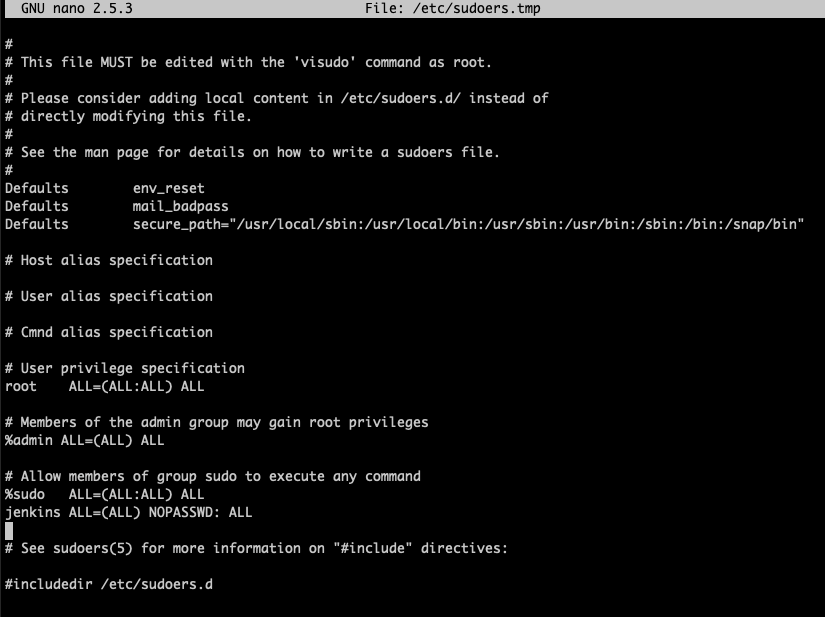 GNU nano 2.5.3 File: /etc/sudoers.tmp
#
# This file MUST be edited with the 'visudo' command as root.
#
# Please consider adding local content in /etc/sudoers.d/ instead of
# directly modifying this file.
#
# See the man page for details on how to write a sudoers file.
#
Defaults        env_reset
Defaults        mail_badpass
Defaults        secure_path="/usr/local/sbin:/usr/local/bin:/usr/sbin:/usr/bin:/sbin:/bin:/snap/bin"
# Host alias specification
# User alias specification
# Cmnd alias specification
# User privilege specification
root    ALL=(ALL:ALL) ALL
# Members of the admin group may gain root privileges
%admin ALL=(ALL) ALL
# Allow members of group sudo to execute any command
%sudo   ALL=(ALL:ALL) ALL
jenkins ALL=(ALL) NOPASSWD: ALL
# See sudoers(5) for more information on "#include" directives:
#includedir /etc/sudoers.d